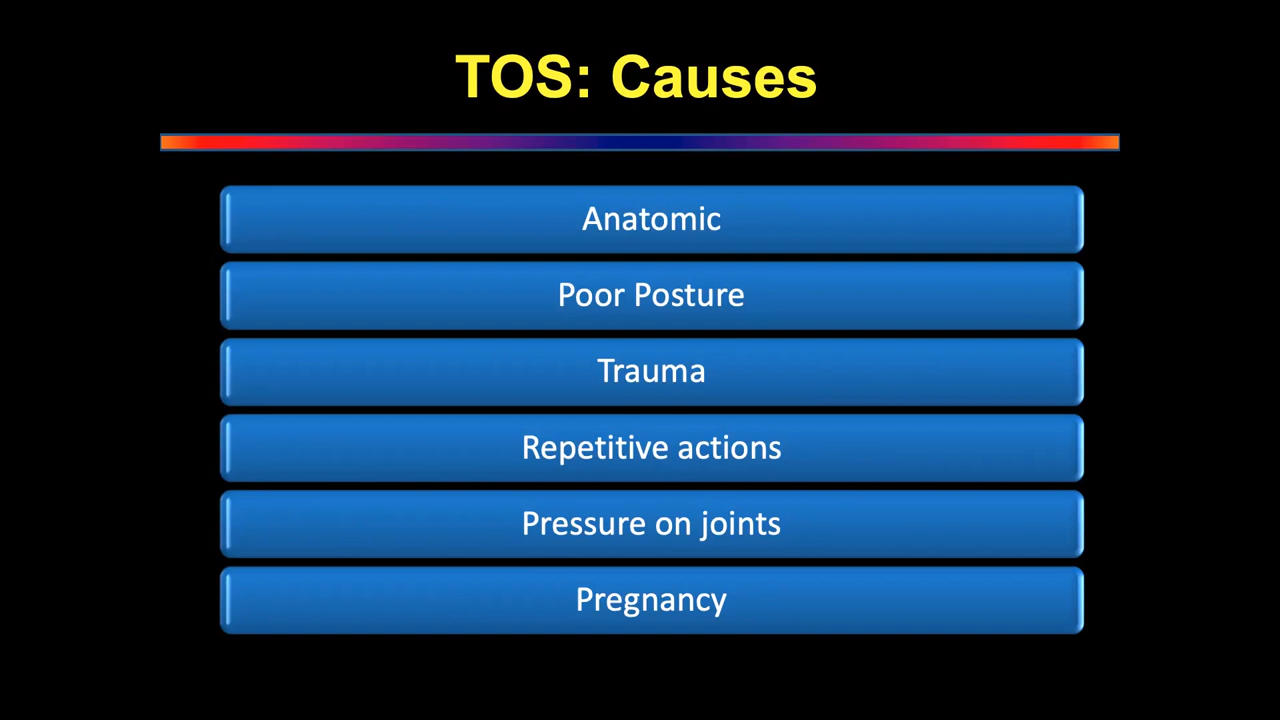 TOS: Causes
Anatomic
Poor Posture
Trauma
Repetitive actions
Pressure on joints
Pregnancy